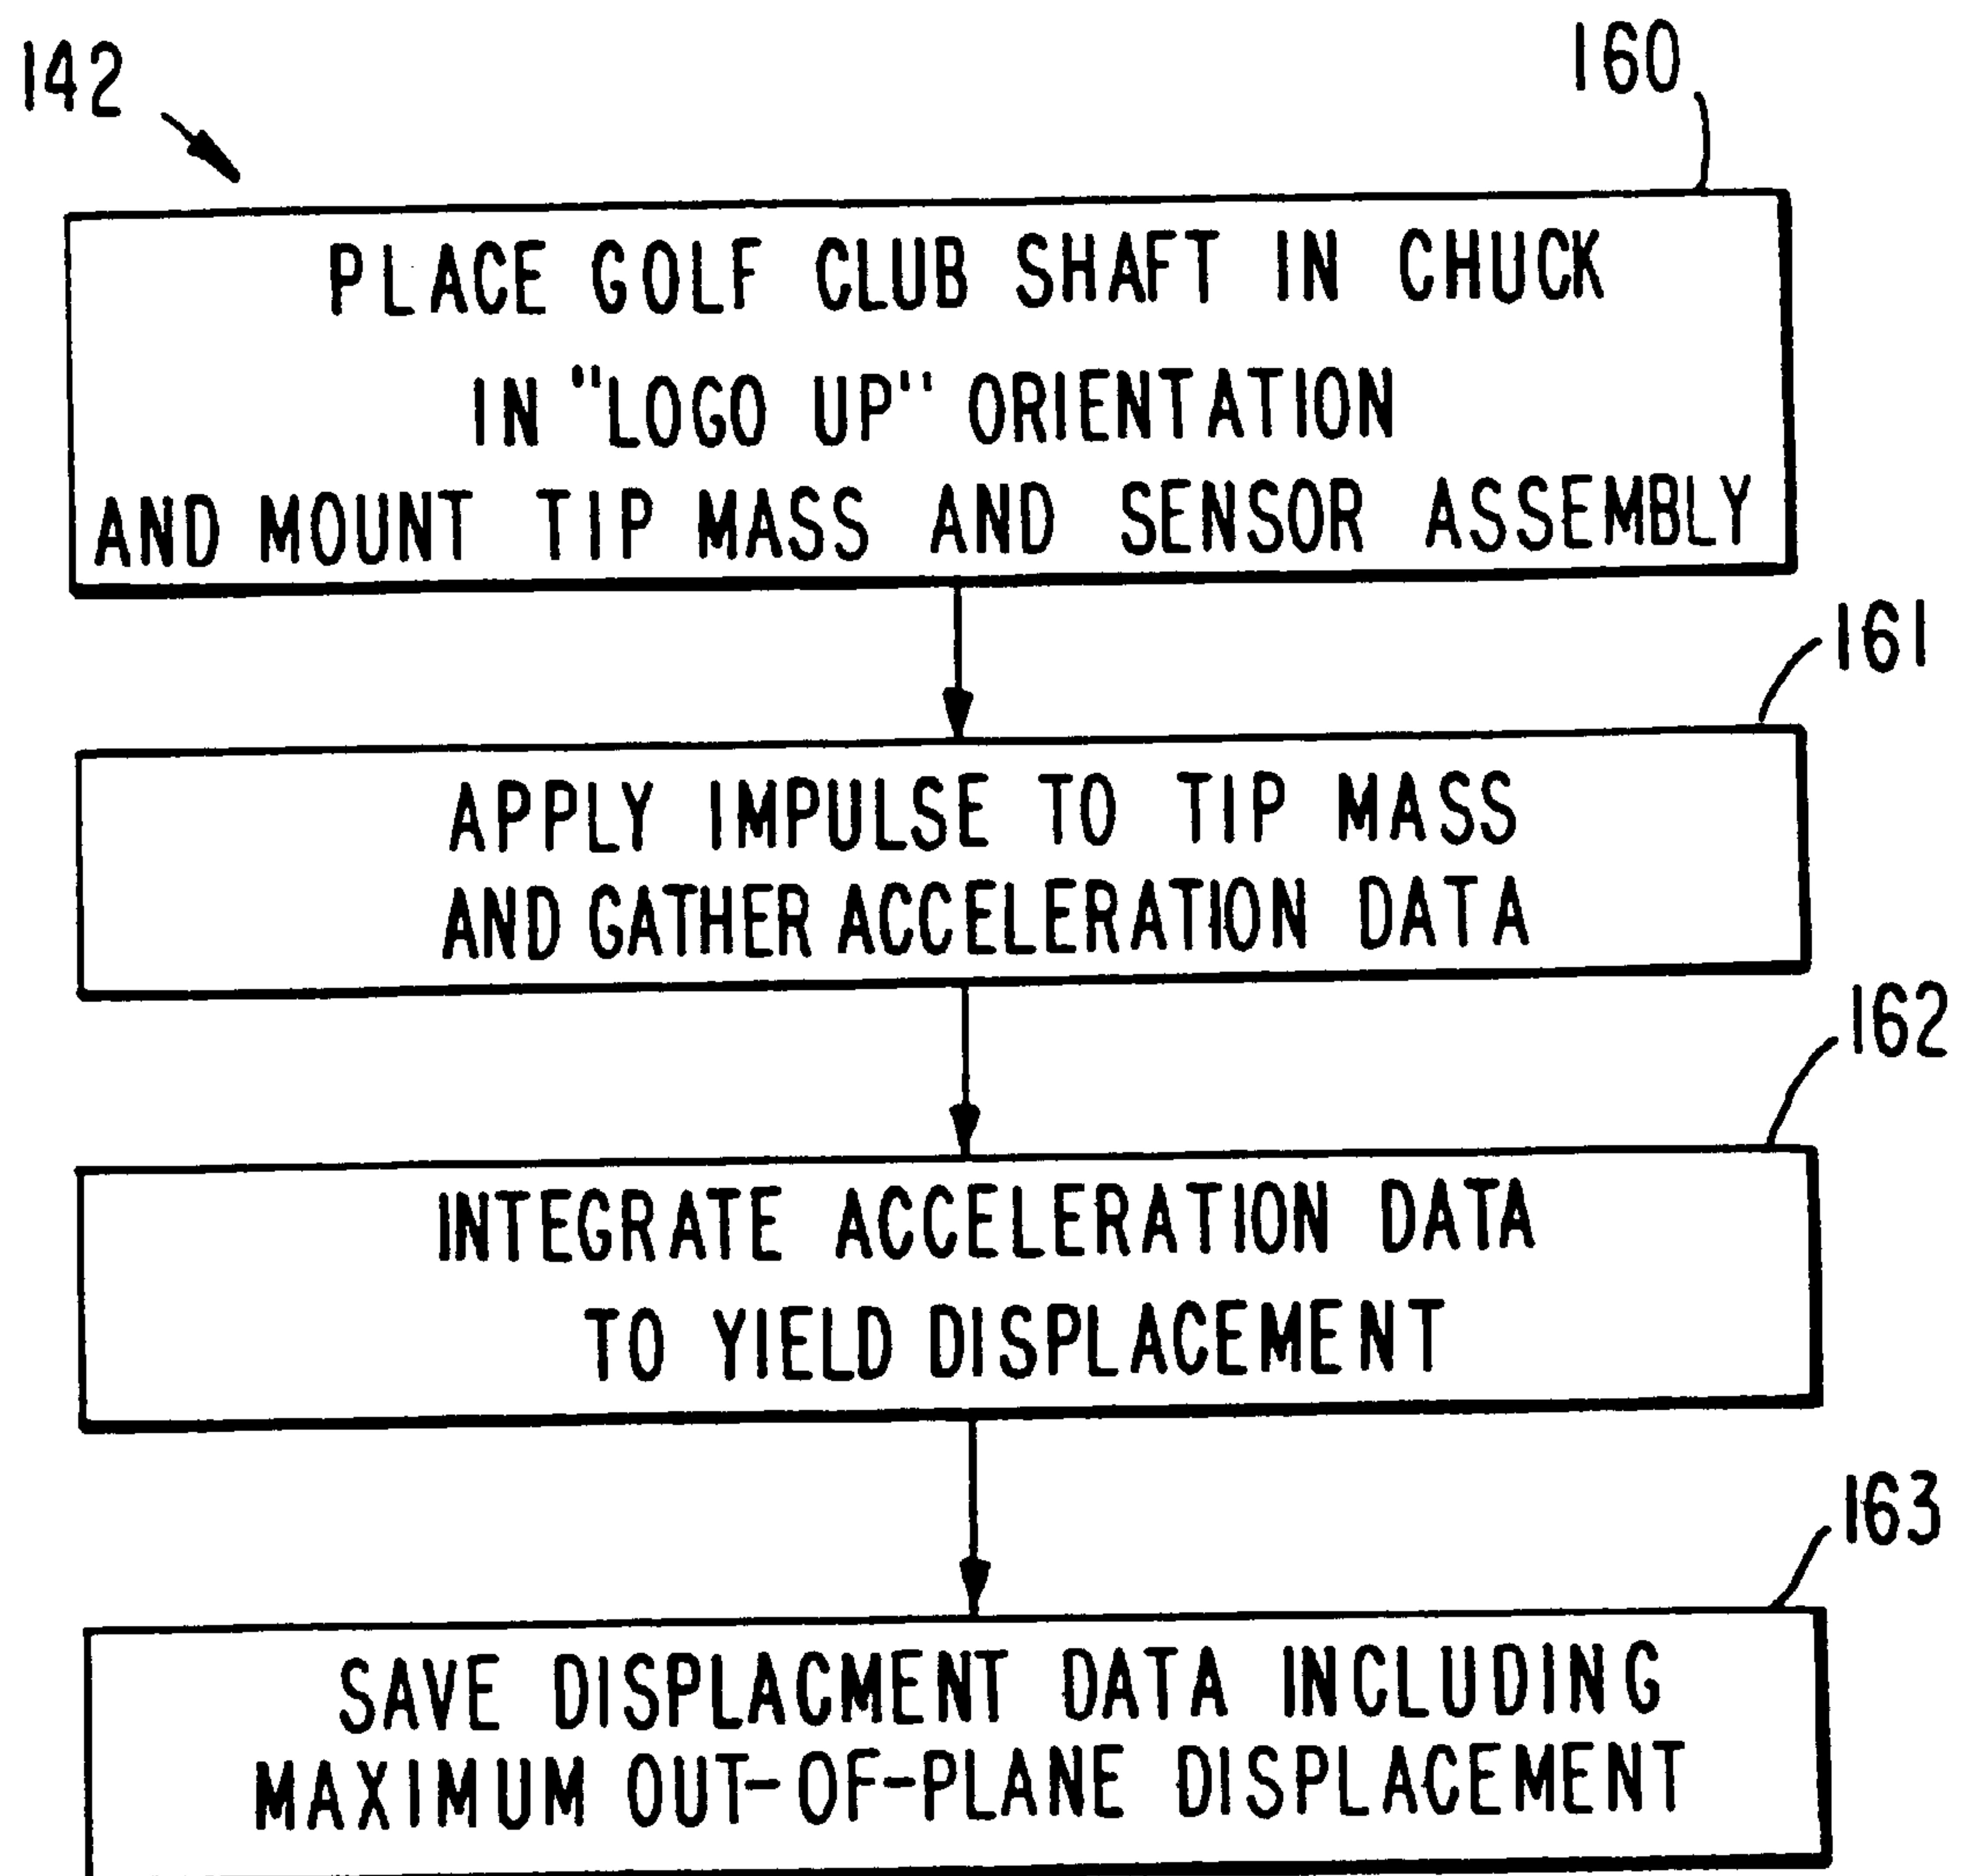 142
160
PLACE GOLF CLUB SHAFT IN CHUCK
IN "LOGO UP" ORIENTATION
AND MOUNT TIP MASS AND SENSOR ASSEMBLY
161
APPLY IMPULSE TO TIP MASS
AND GATHER ACCELERATION DATA
162
INTEGRATE ACCELERATION DATA
TO YIELD DISPLACEMENT
163
SAVE DISPLACMENT DATA INCLUDING
MAXIMUM OUT-OF-PLANE DISPLACEMENT